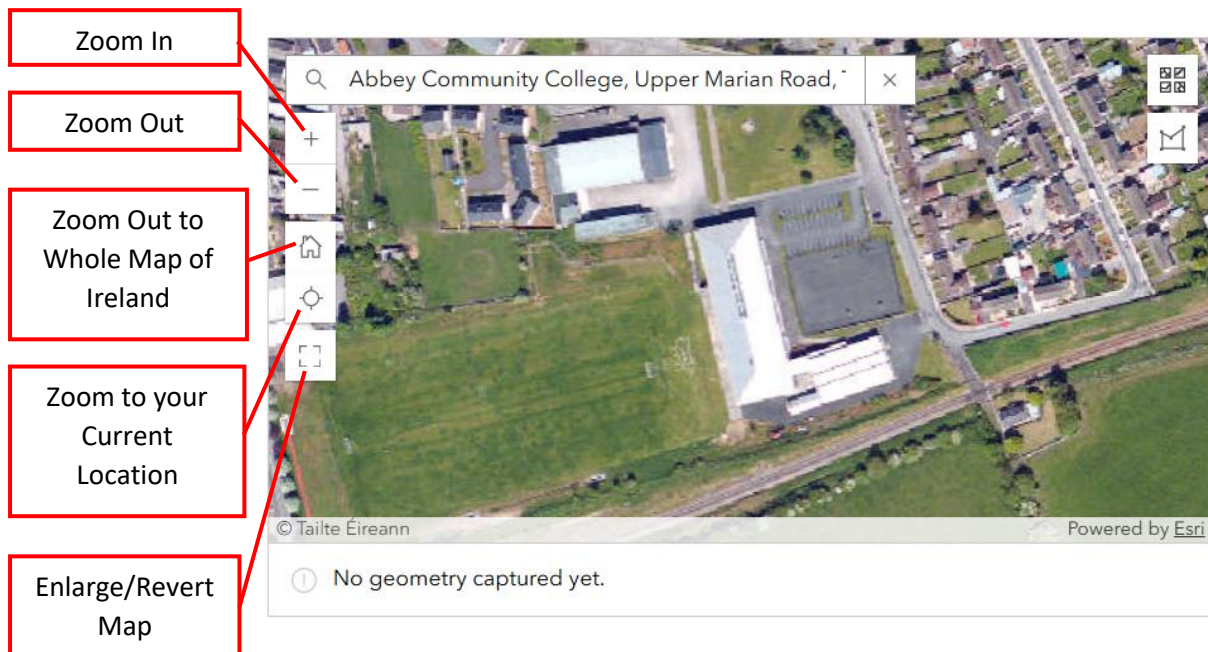 Zoom In
Zoom Out
Zoom Out to
Whole Map of
Ireland
Zoom to your
Current
Location
Enlarge/Revert
Map
Abbey Community College, Upper Marian Road,
© Tailte Éireann
Powered by Esri
No geometry captured yet.